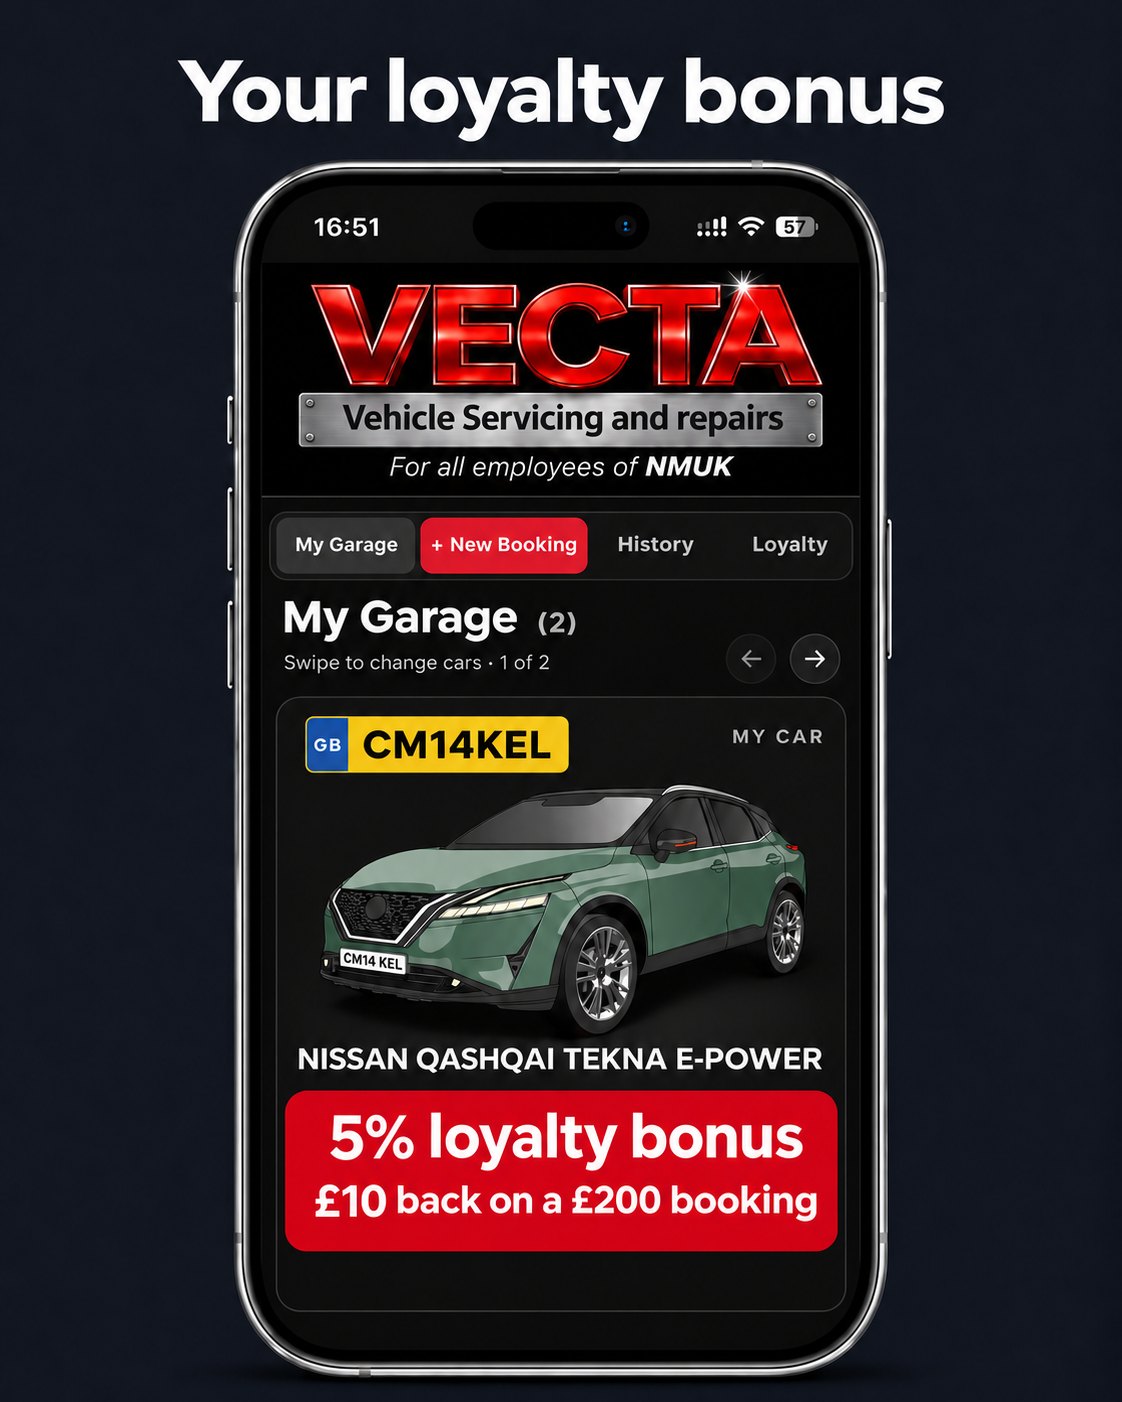 Your loyalty bonus
16:51
57
VECTA
Vehicle Servicing and repairs
For all employees of NMUK
My Garage
+ New Booking
History
Loyalty
My Garage (2)
Swipe to change cars • 1 of 2
GB CM14KEL
MY CAR
CM14 KEL
NISSAN QASHQAI TEKNA E-POWER
5% loyalty bonus
£10 back on a £200 booking